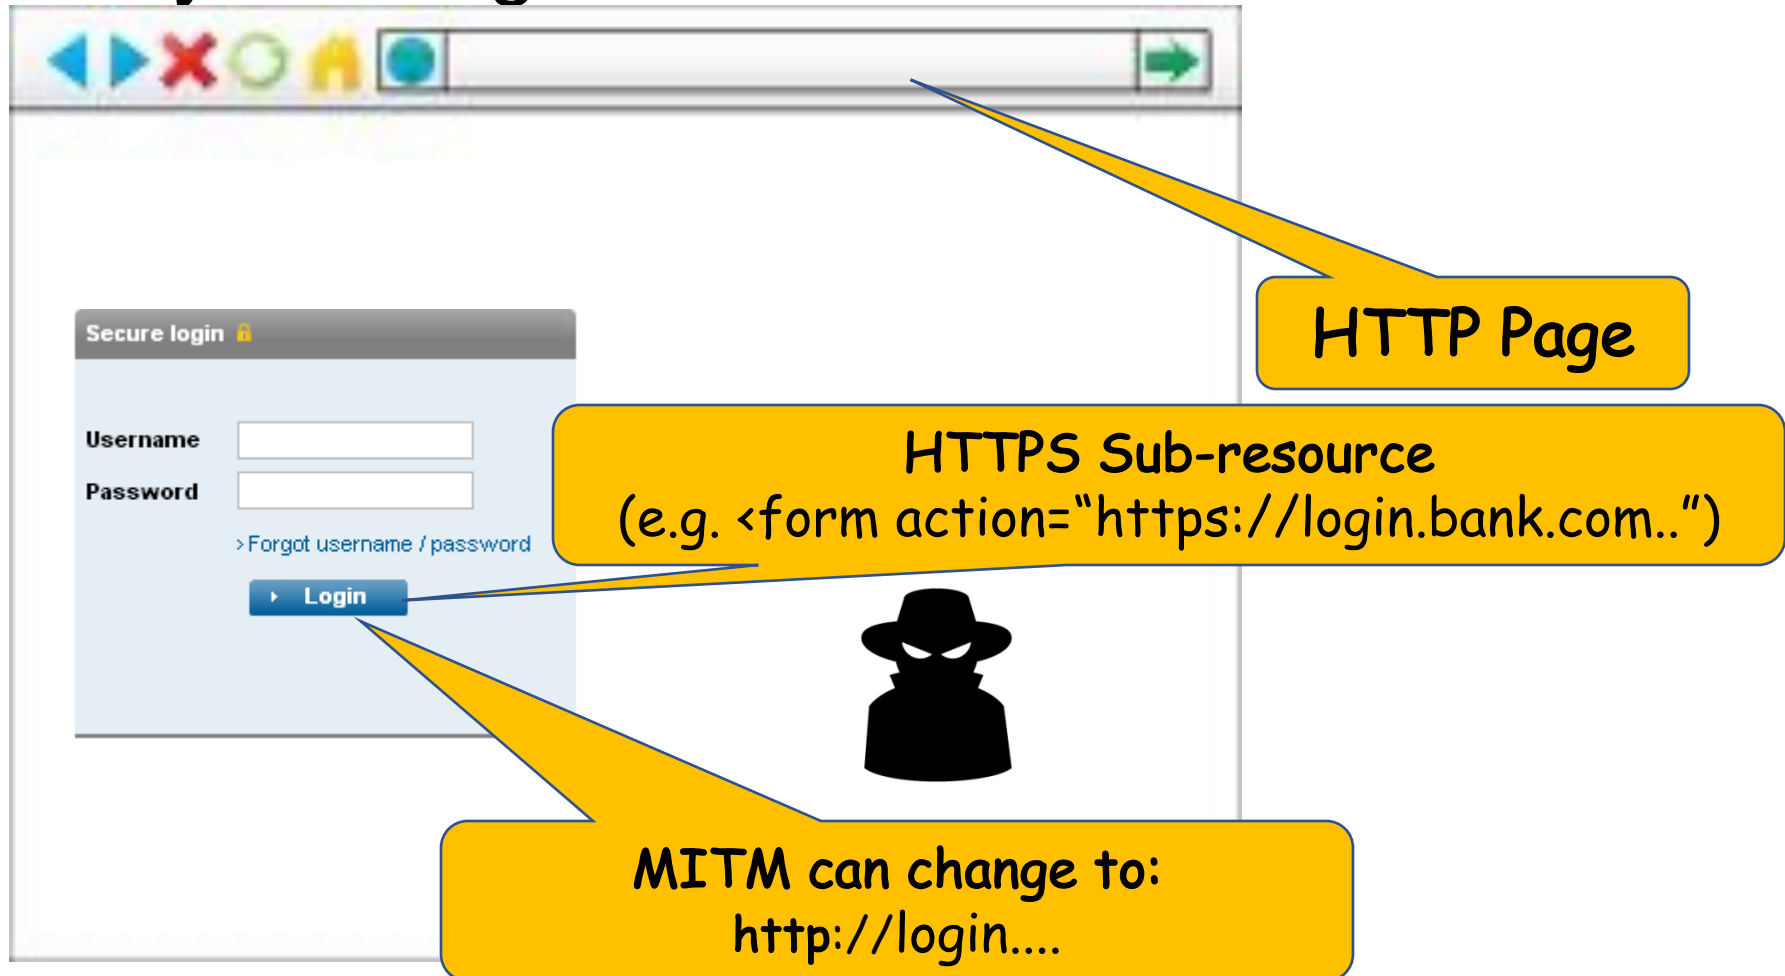 HTTP Page
Secure login
HTTPS Sub-resource
(e.g. <form action=“https://login.bank.com..”)
Username
Password
>Forgot username / password
Login
MITM can change to:
http://login....